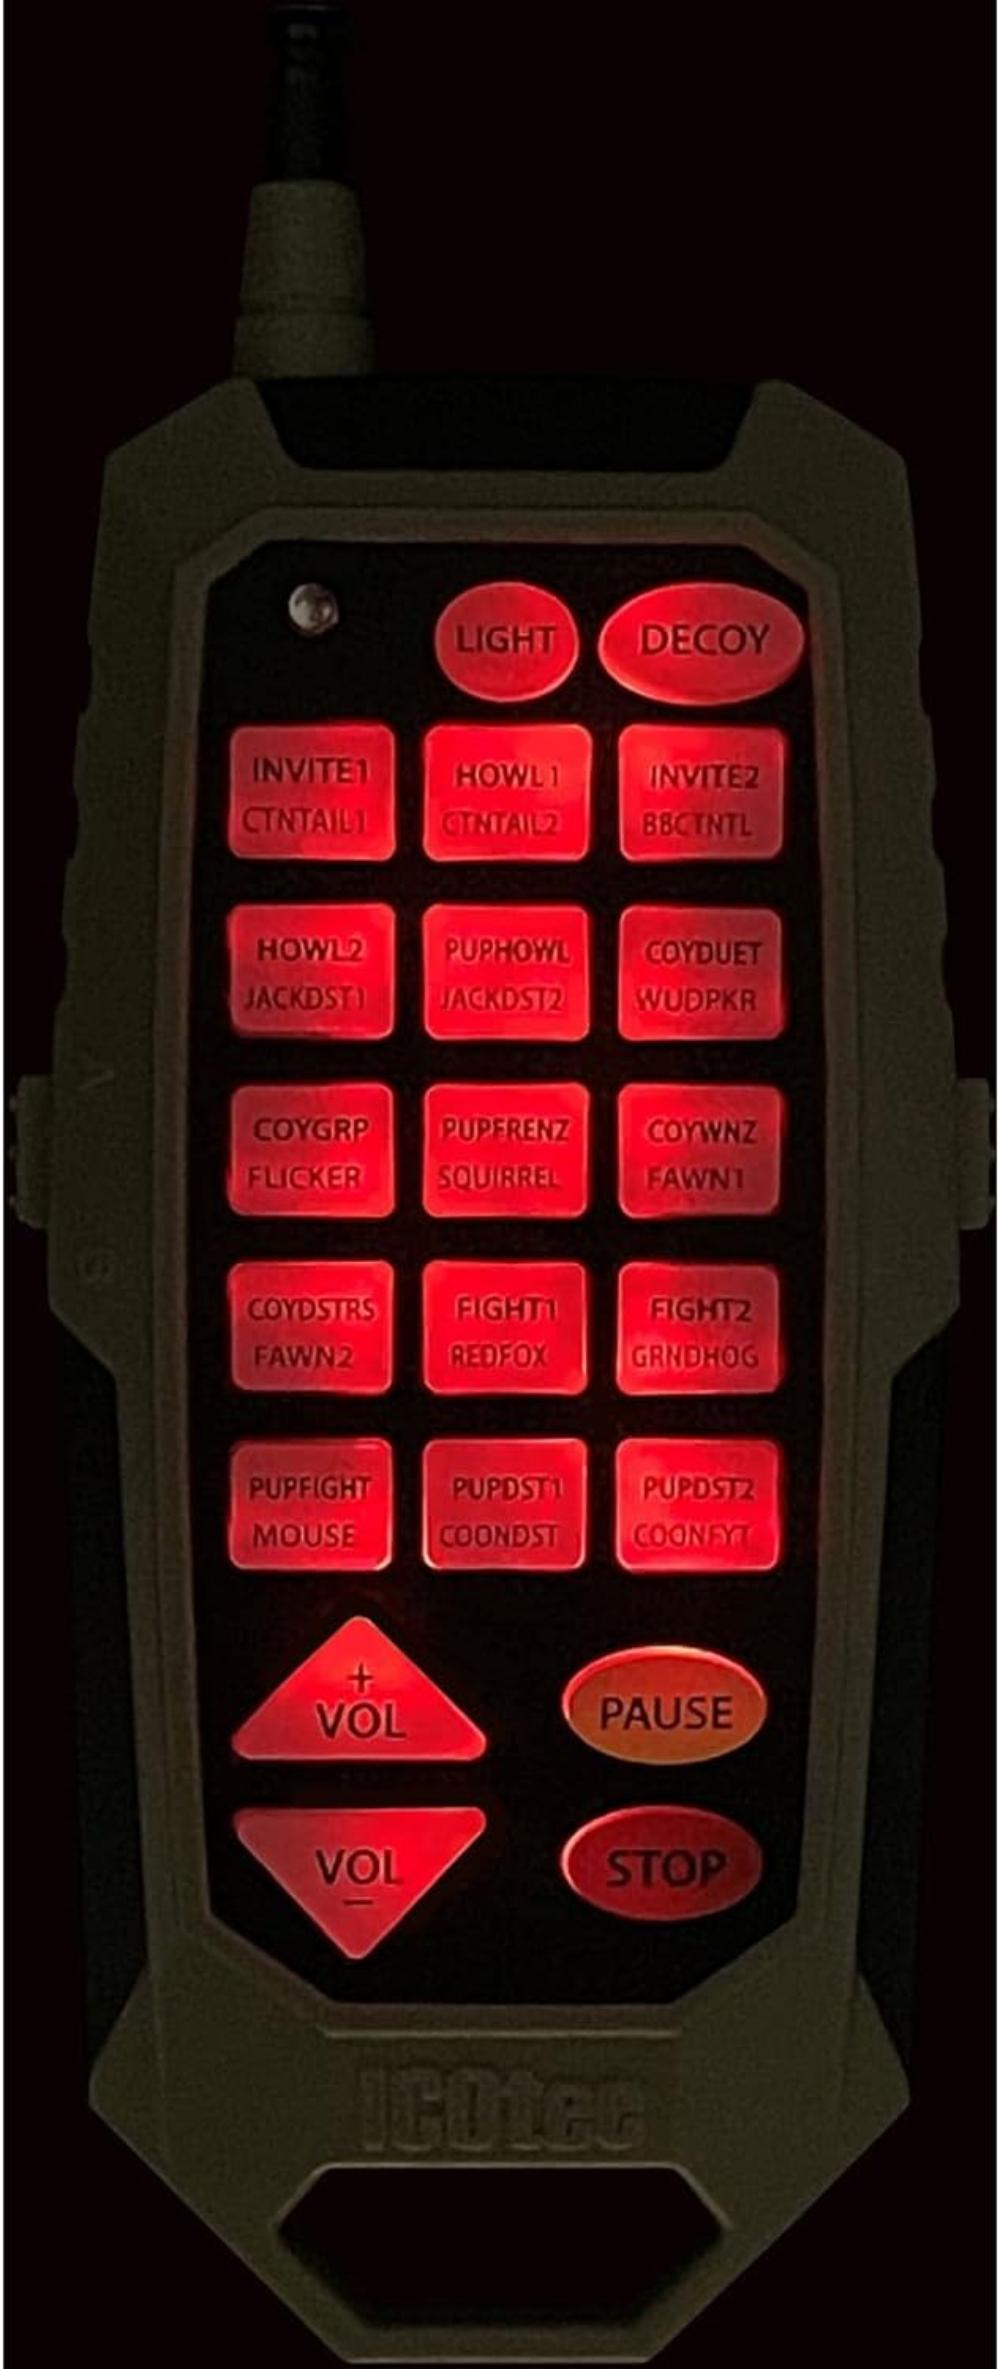 LIGHT DECOY
INVITE1 HOWL1 INVITE2
CTNTAIL1 CTNTAIL2 BBCTNTL
HOWL2 PUPHOWL COYDUET
JACKDST1 JACKDST2 WUDPKR
COYGRP PUPFRENZ COYWNZ
FLICKER SQUIRREL FAWN1
COYDSTRS FIGHT1 FIGHT2
FAWN2 REDFOX GRNDHOG
PUPFIGHT PUPDST1 PUPDST2
MOUSE COONDST COONFYT
+
VOL PAUSE
VOL STOP
−
ICOtec